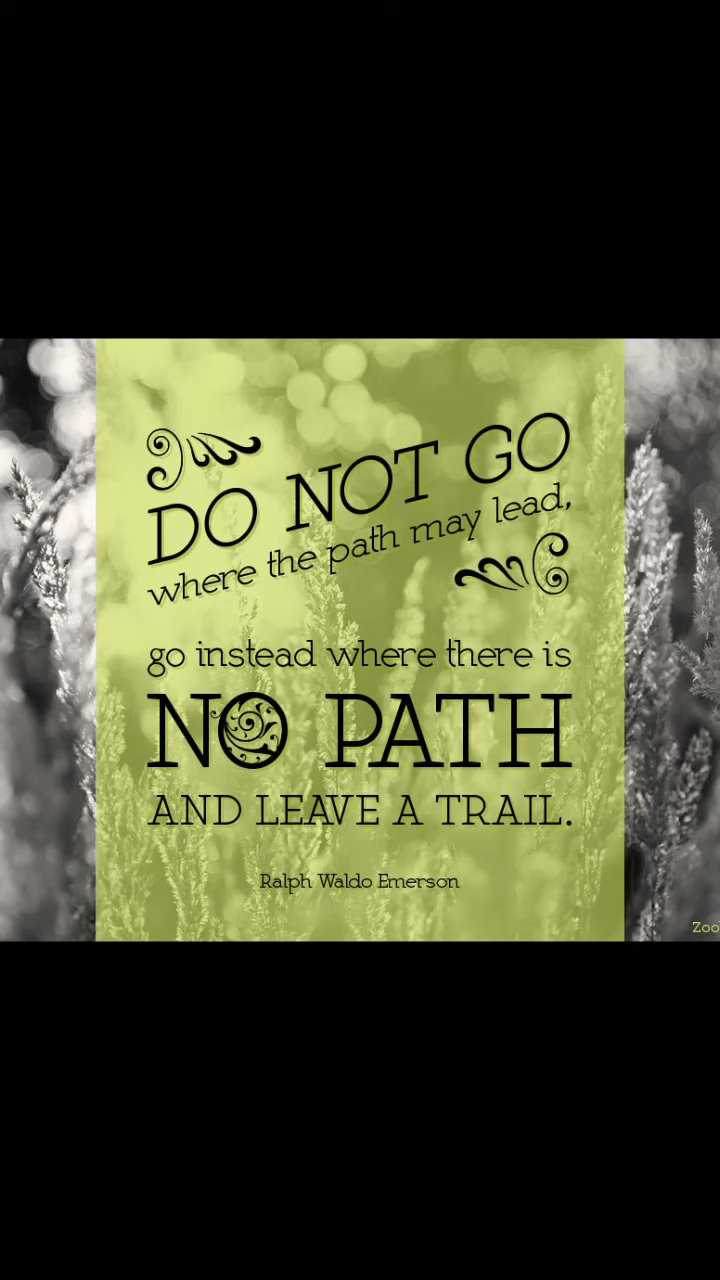 DO NOT GO
where the path may lead,
go instead where there is
NO PATH
AND LEAVE A TRAIL.
Ralph Waldo Emerson
Zoo